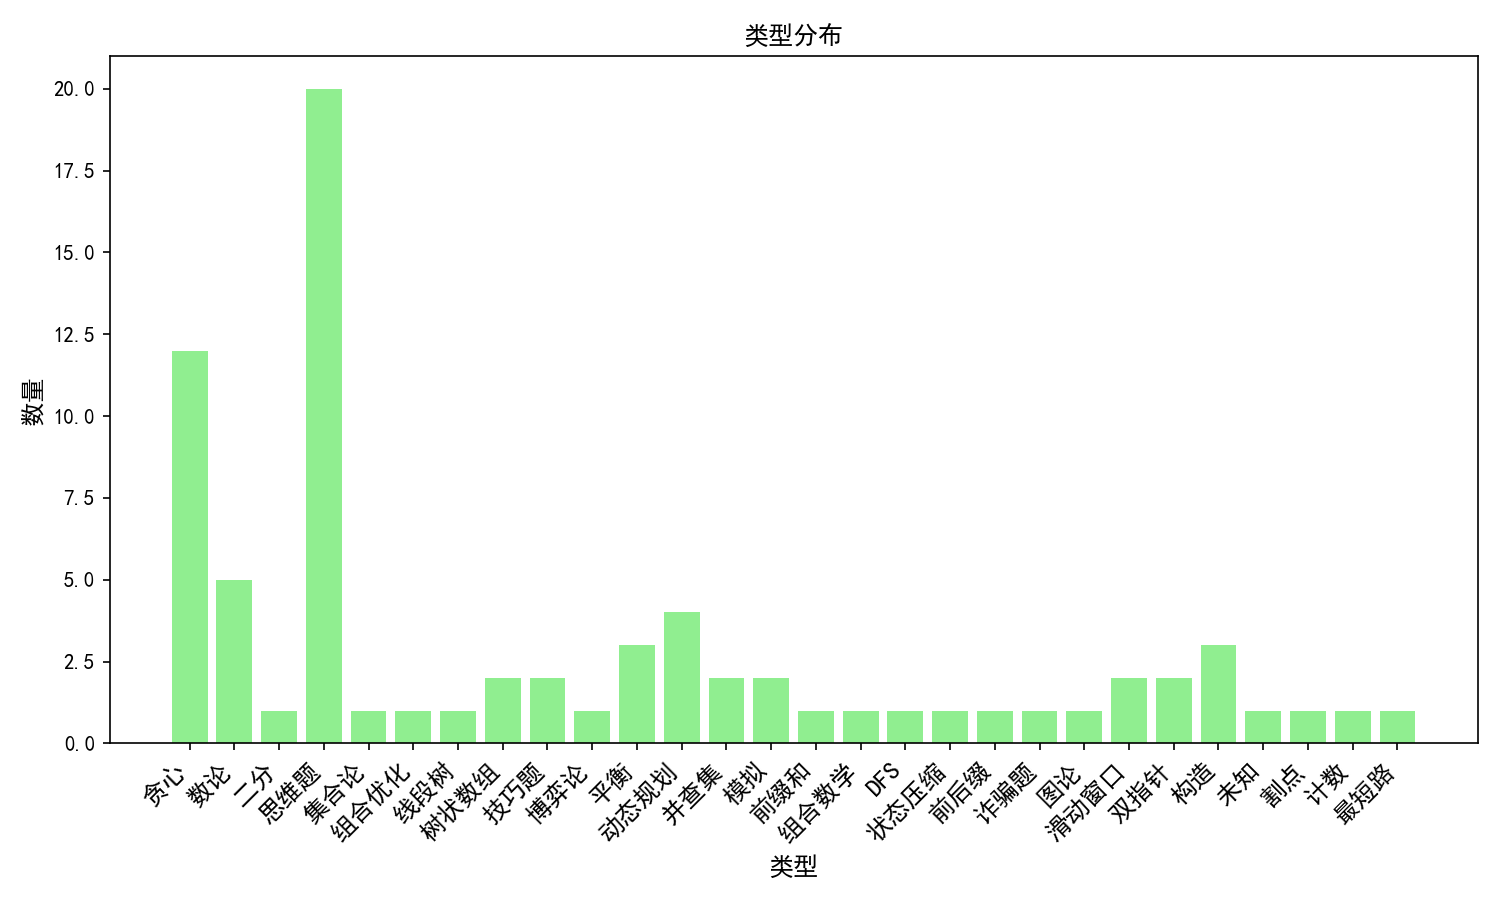 类型分布
数量
20.0
17.5
15.0
12.5
10.0
7.5
5.0
2.5
0.0
贪心
数论
二分
思维题
集合论
组合优化
线段树
树状数组
技巧题
博弈论
平衡
动态规划
并查集
模拟
前缀和
组合数学
DFS
状态压缩
前后缀
诈骗题
图论
滑动窗口
双指针
构造
未知
割点
计数
最短路
类型